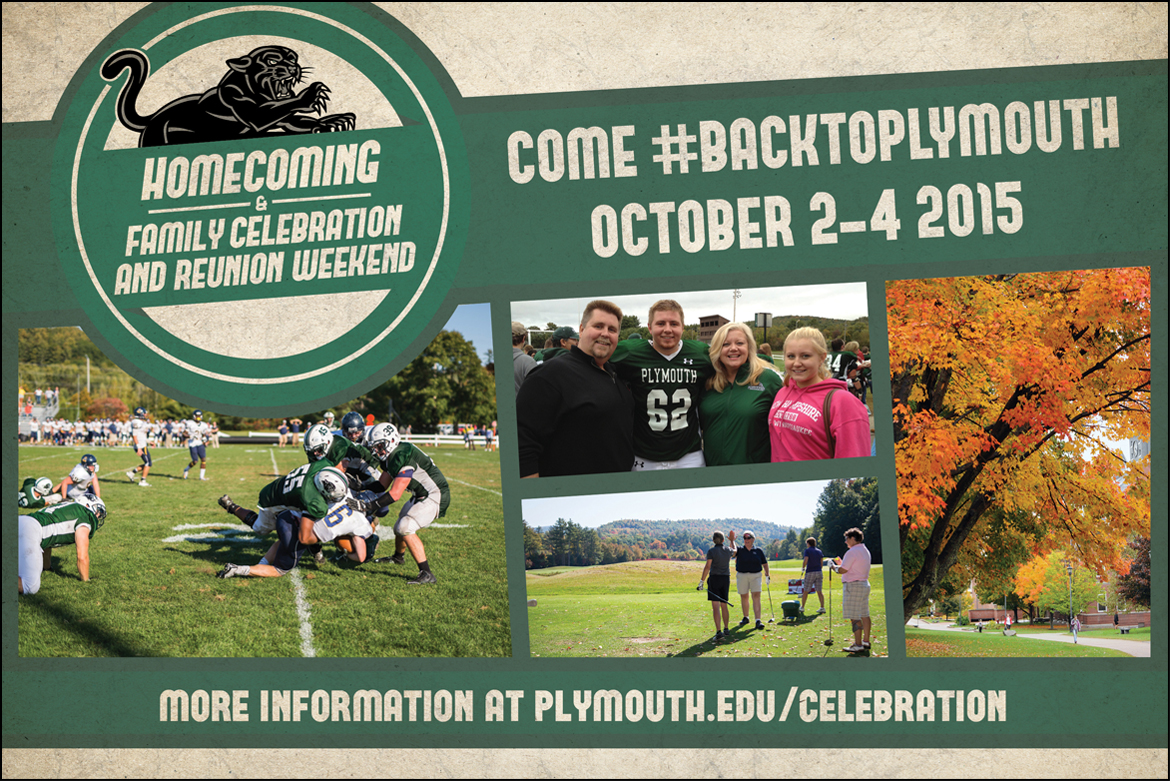 HOMECOMING
&
FAMILY CELEBRATION
AND REUNION WEEKEND
COME #BACKTOPLYMOUTH
OCTOBER 2-4 2015
PLYMOUTH
62
MORE INFORMATION AT PLYMOUTH.EDU/CELEBRATION